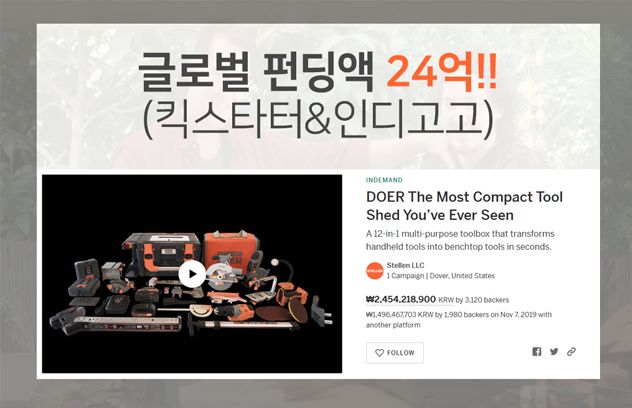 글로벌 펀딩액 24억!!
(킥스타터&인디고고)
INDEMAND
DOER The Most Compact Tool
Shed You've Ever Seen
A 12-in-1 multi-purpose toolbox that transforms
handheld tools into benchtop tools in seconds.
STELLEN
Stellen LLC
1 Campaign | Dover, United States
₩2,454,218,900 KRW by 3,120 backers
₩1,496,467,703 KRW by 1,980 backers on Nov 7, 2019 with
another platform
FOLLOW